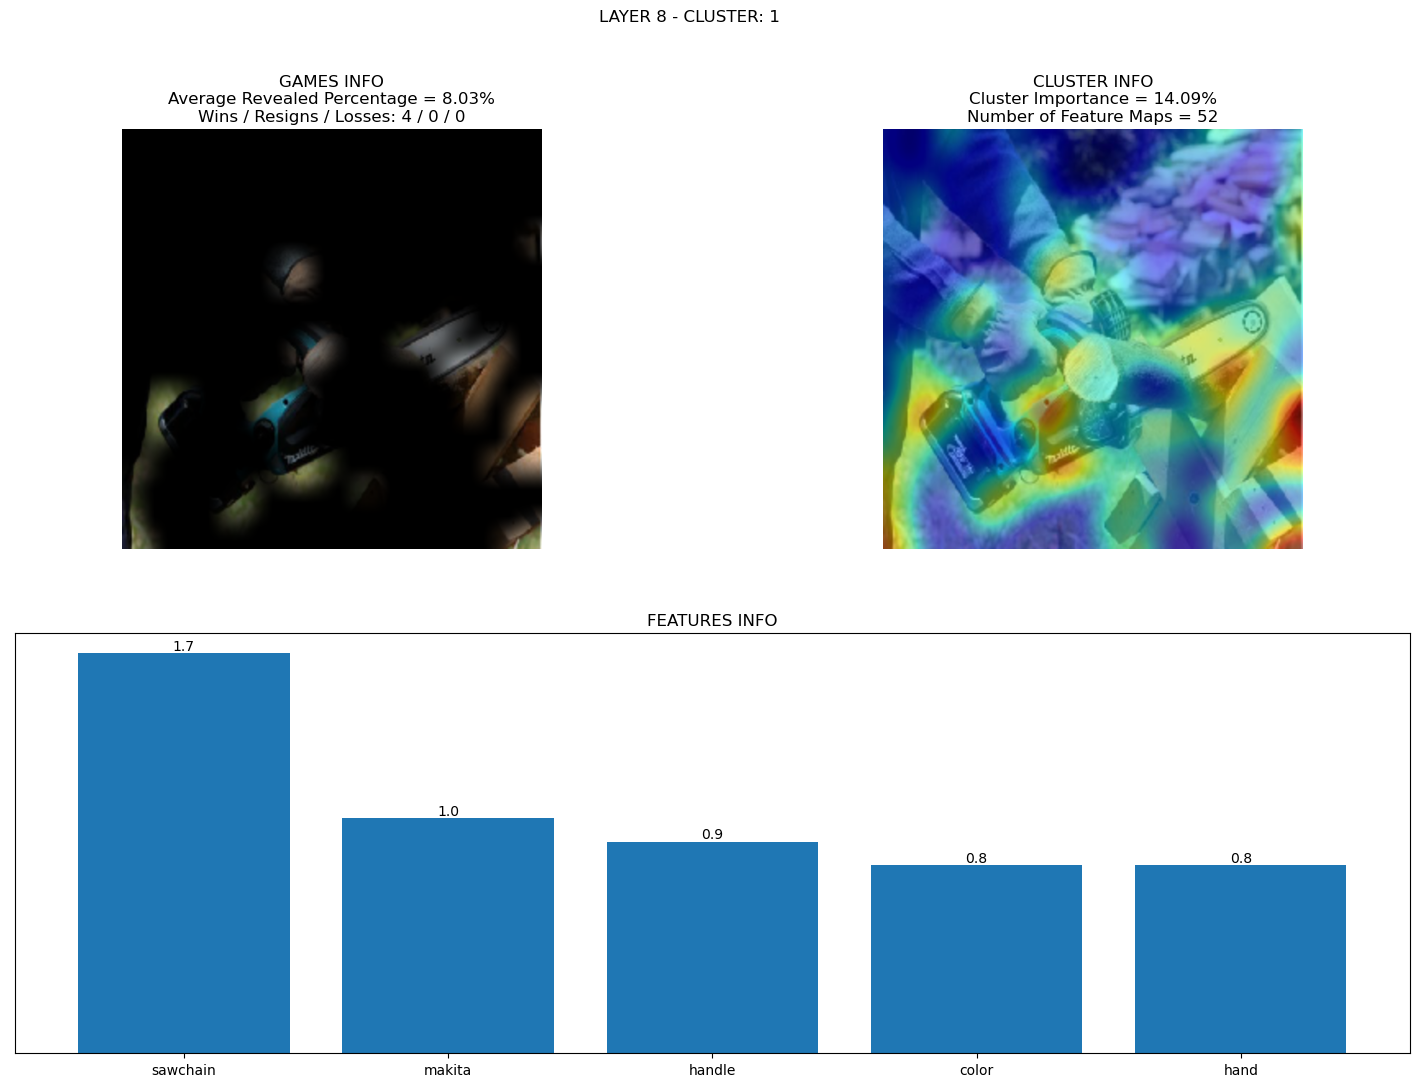 LAYER 8 - CLUSTER: 1
GAMES INFO
Average Revealed Percentage = 8.03%
Wins / Resigns / Losses: 4 / 0 / 0
CLUSTER INFO
Cluster Importance = 14.09%
Number of Feature Maps = 52
makita
makita
FEATURES INFO
1.7
1.0
0.9
0.8
0.8
sawchain
makita
handle
color
hand